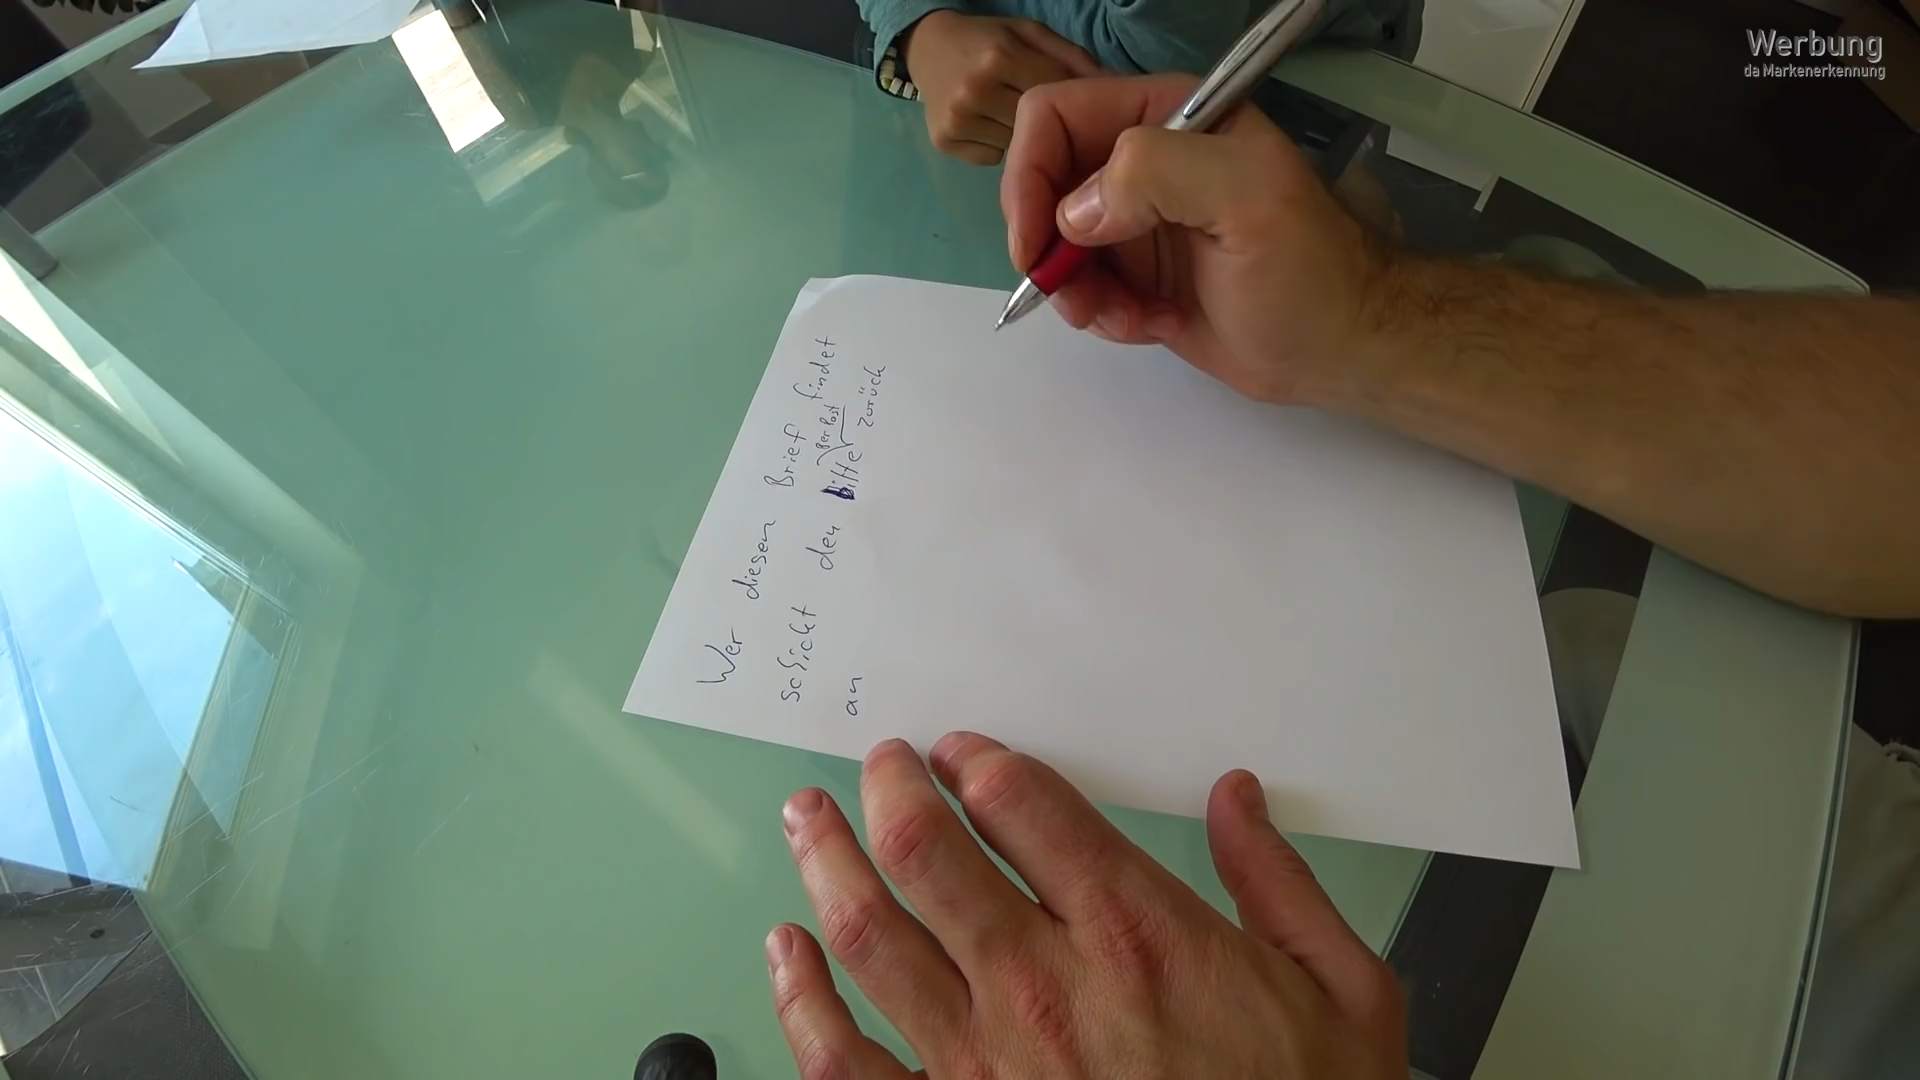 Werbung
da Markenerkennung
Wer diesen Brief findet
schickt den bitte per Post zurück
an